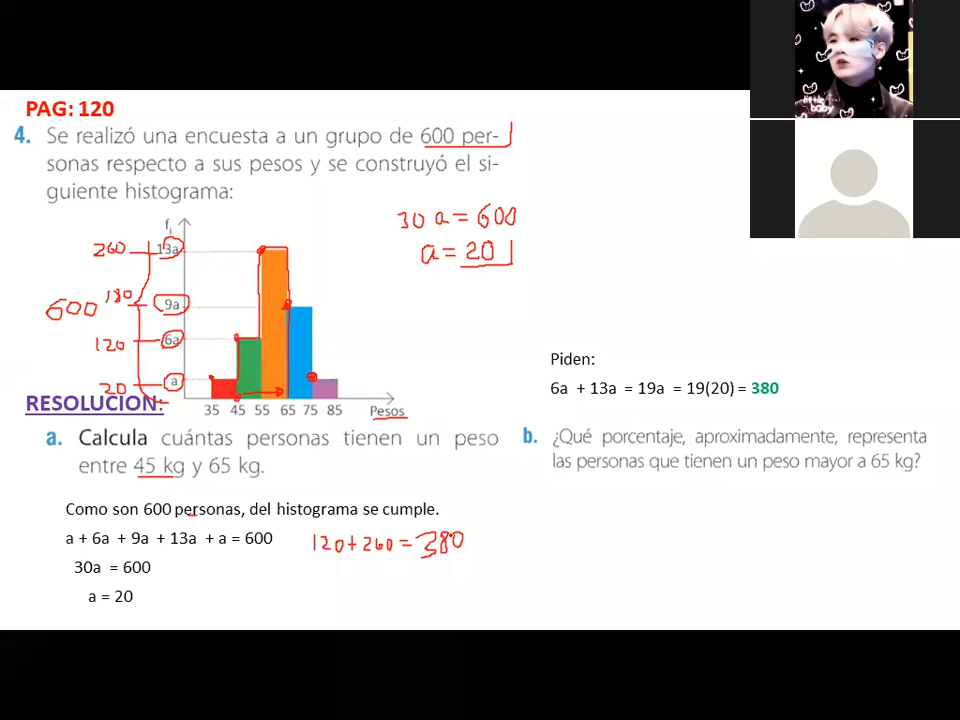 PAG: 120
4. Se realizó una encuesta a un grupo de 600 per-
sonas respecto a sus pesos y se construyó el si-
guiente histograma:
30 a = 600
a = 20
fi
260 13a
600 180 9a
120 6a
20 a
35 45 55 65 75 85 Pesos
RESOLUCION:
a. Calcula cuántas personas tienen un peso
entre 45 kg y 65 kg.
Como son 600 personas, del histograma se cumple.
a + 6a + 9a + 13a + a = 600
30a = 600
a = 20
120 + 260 = 380
Piden:
6a + 13a = 19a = 19(20) = 380
b. ¿Qué porcentaje, aproximadamente, representa
las personas que tienen un peso mayor a 65 kg?
little
baby